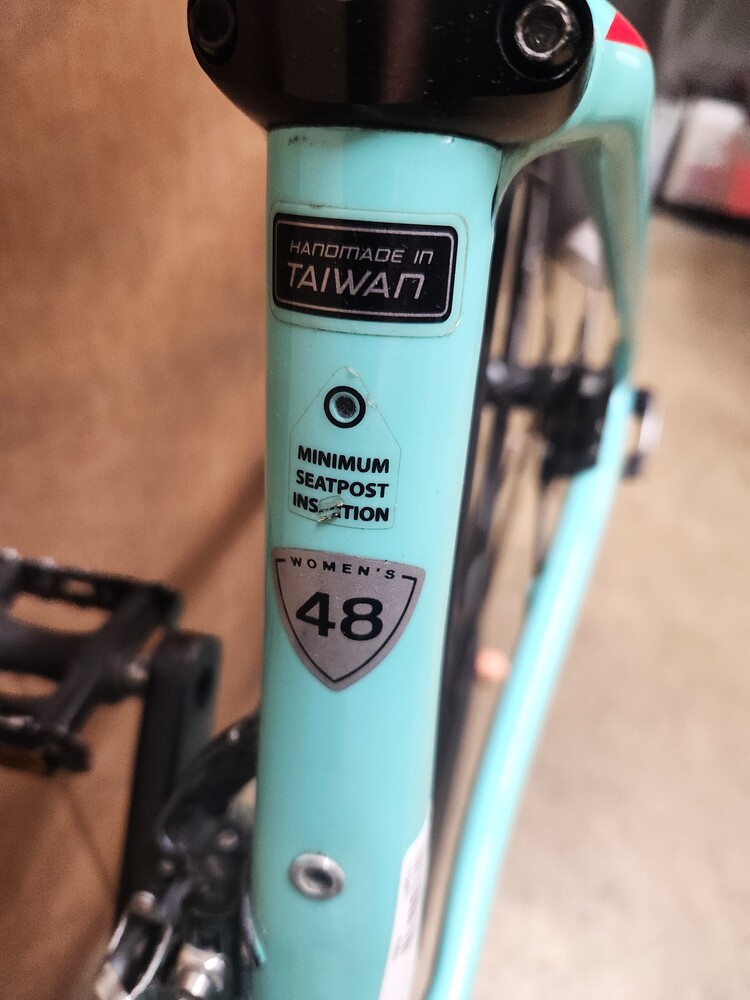 HANDMADE IN
TAIWAN
MINIMUM
SEATPOST
WOMEN'S
48